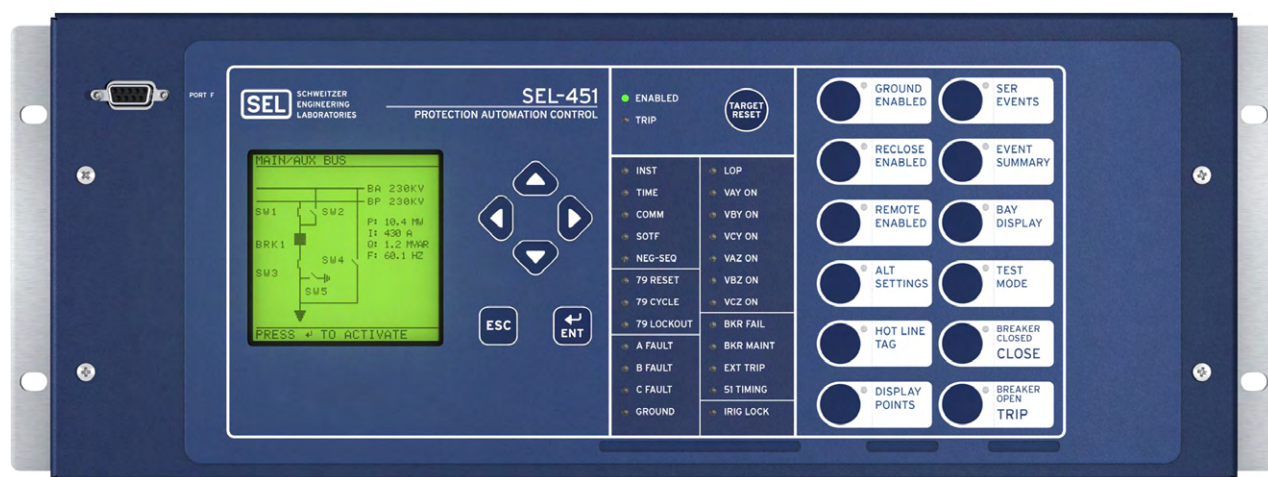 PORT F
SEL
SCHWEITZER
ENGINEERING
LABORATORIES
SEL-451
PROTECTION AUTOMATION CONTROL
MAIN/AUX BUS
BA 230KV
BP 230KV
SW1
SW2
P: 10.4 MW
I: 430 A
Q: 1.2 MVAR
F: 60.1 HZ
BRK1
SW4
SW3
SW5
PRESS ↵ TO ACTIVATE
ESC
ENT
ENABLED
TRIP
TARGET
RESET
INST
TIME
COMM
SOTF
NEG-SEQ
79 RESET
79 CYCLE
79 LOCKOUT
A FAULT
B FAULT
C FAULT
GROUND
LOP
VAY ON
VBY ON
VCY ON
VAZ ON
VBZ ON
VCZ ON
BKR FAIL
BKR MAINT
EXT TRIP
51 TIMING
IRIG LOCK
GROUND
ENABLED
SER
EVENTS
RECLOSE
ENABLED
EVENT
SUMMARY
REMOTE
ENABLED
BAY
DISPLAY
ALT
SETTINGS
TEST
MODE
HOT LINE
TAG
BREAKER
CLOSED
CLOSE
DISPLAY
POINTS
BREAKER
OPEN
TRIP